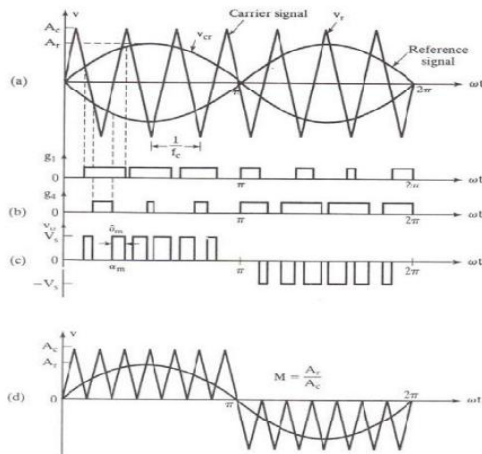 v
Carrier signal
A_c
v_cr
v_r
A_r
Reference
signal
(a)
0
ωt
2π
1
f_c
g_1
0
π
2π
ωt
g_4
(b)
0
π
2π
ωt
V_s
δ_m
(c)
0
π
2π
ωt
α_m
−V_s
v
A_c
A_r
M = A_r
A_c
(d)
0
π
2π
ωt